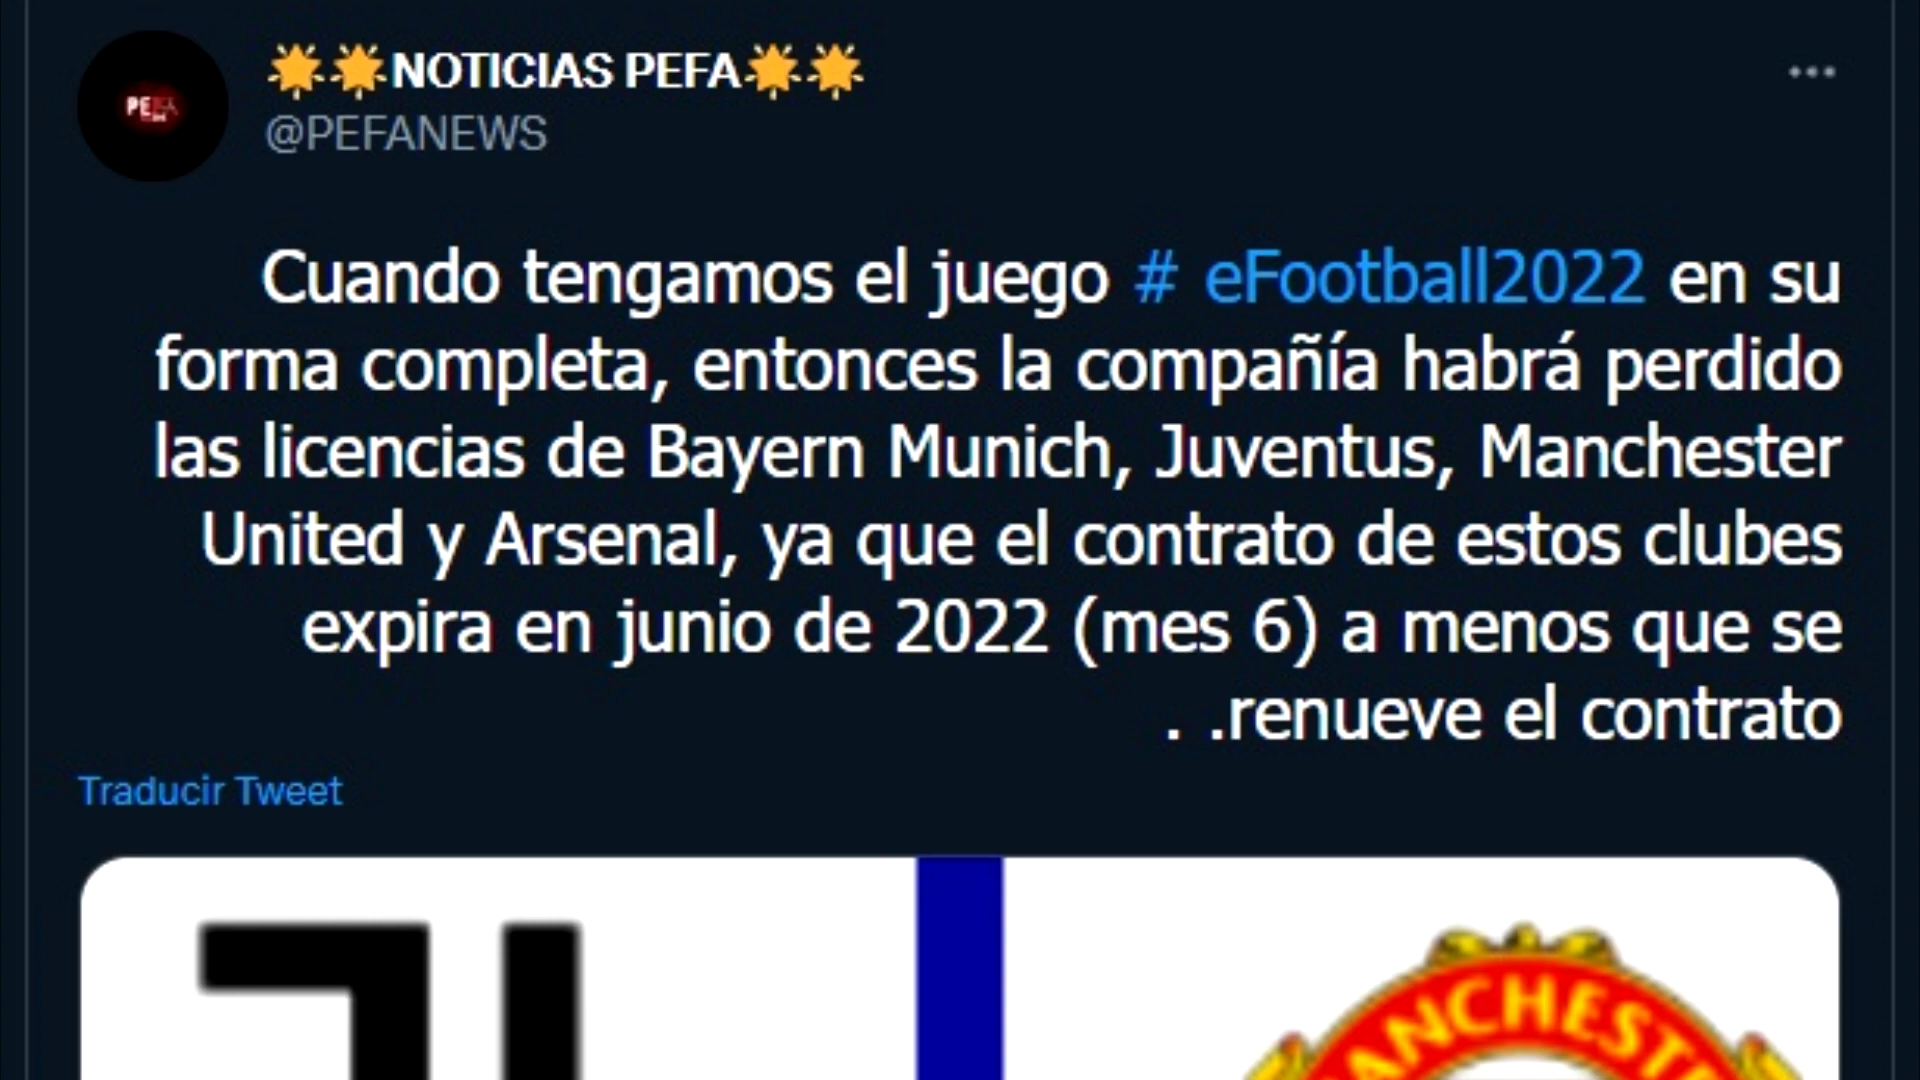 🌟🌟NOTICIAS PEFA🌟🌟
@PEFANEWS
Cuando tengamos el juego # eFootball2022 en su
forma completa, entonces la compañía habrá perdido
las licencias de Bayern Munich, Juventus, Manchester
United y Arsenal, ya que el contrato de estos clubes
expira en junio de 2022 (mes 6) a menos que se
. .renueve el contrato
Traducir Tweet